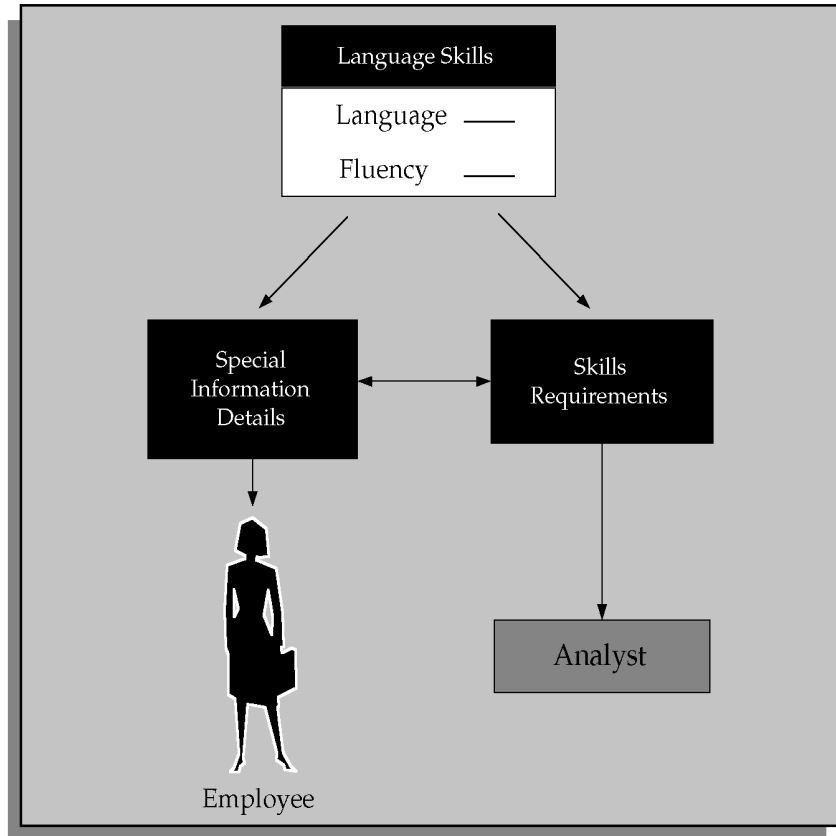 Language Skills
Language
Fluency
Special
Information
Details
Skills
Requirements
Analyst
Employee